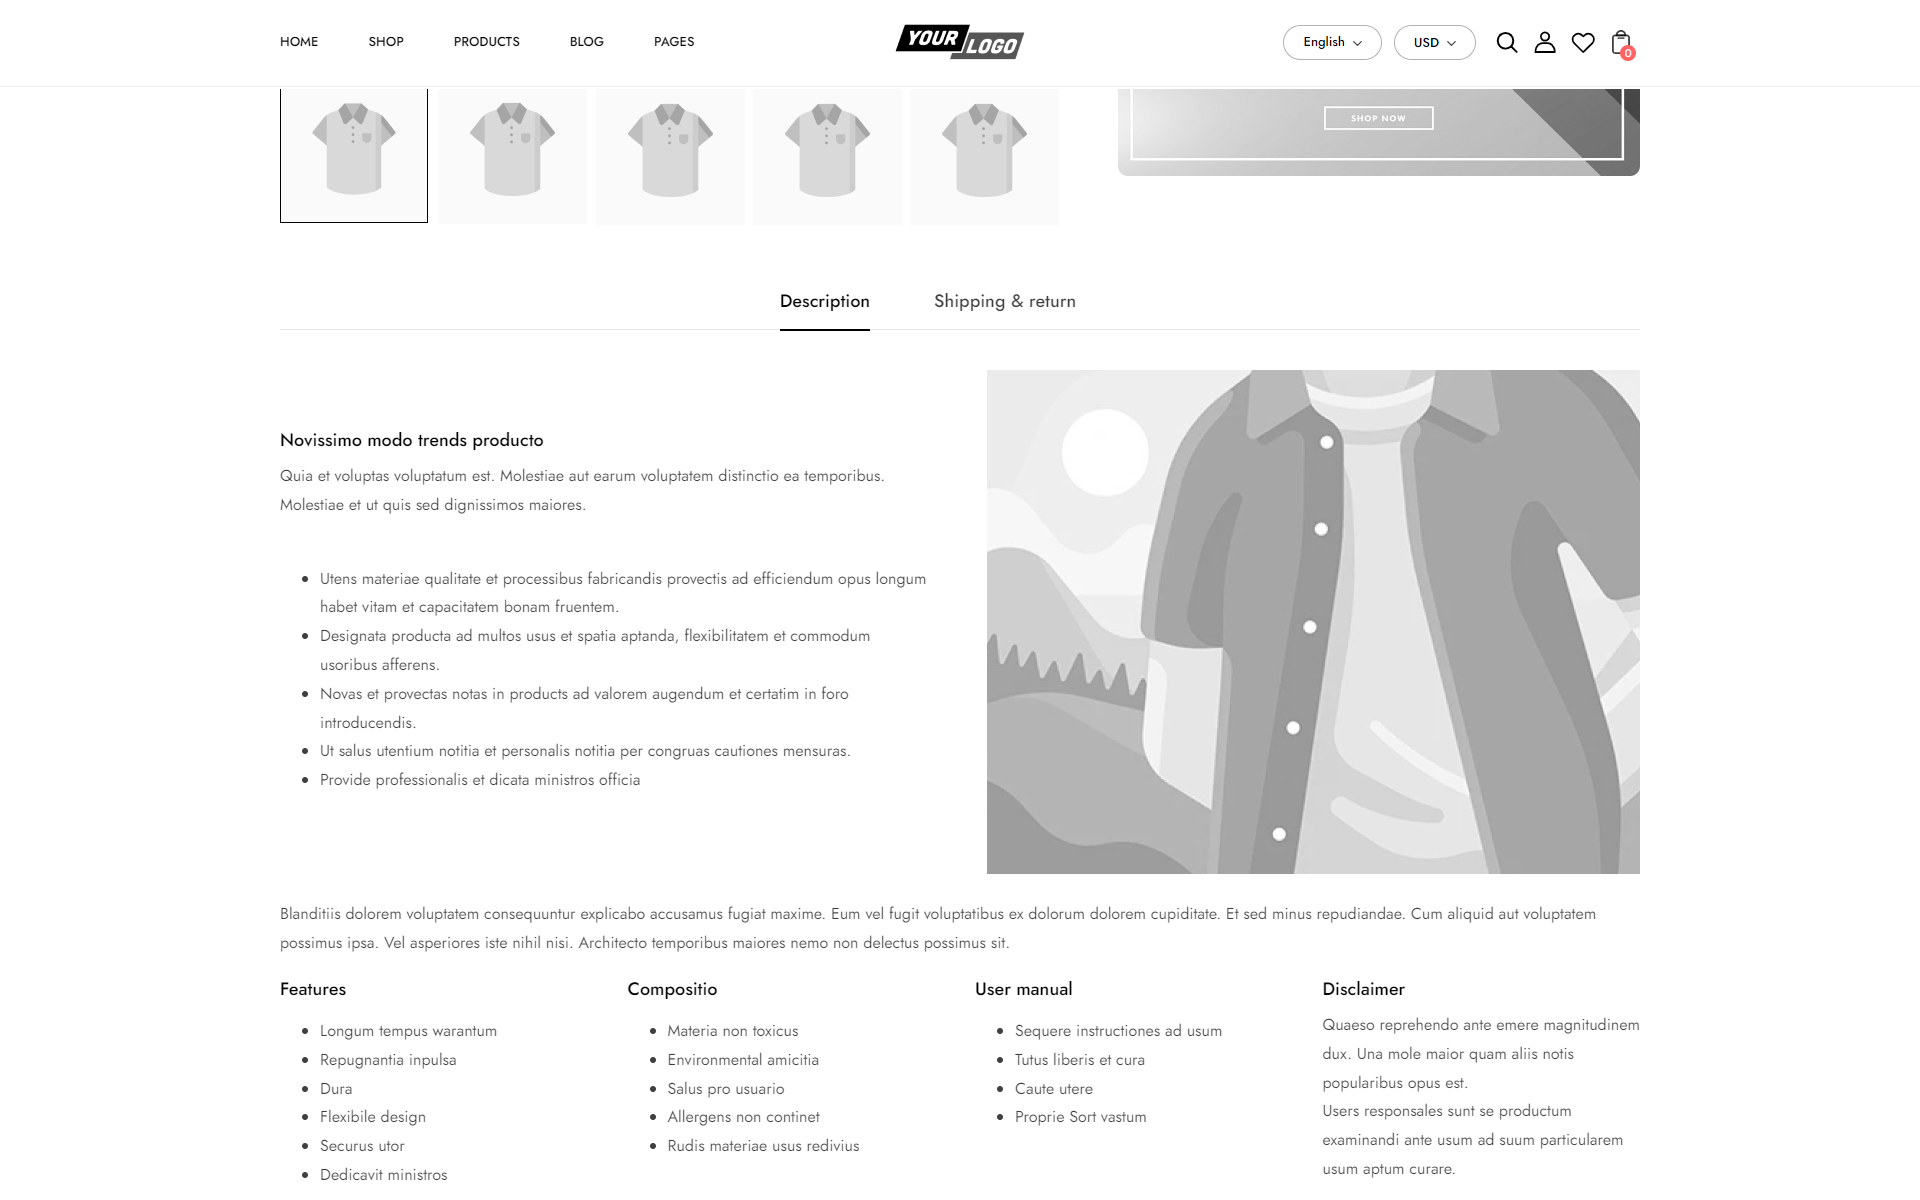 HOME SHOP PRODUCTS BLOG PAGES YOUR LOGO English USD 0
SHOP NOW
Description Shipping & return
Novissimo modo trends producto
Quia et voluptas voluptatum est. Molestiae aut earum voluptatem distinctio ea temporibus.
Molestiae et ut quis sed dignissimos maiores.
Utens materiae qualitate et processibus fabricandis provectis ad efficiendum opus longum
habet vitam et capacitatem bonam fruentem.
Designata producta ad multos usus et spatia aptanda, flexibilitatem et commodum
usoribus afferens.
Novas et provectas notas in products ad valorem augendum et certatim in foro
introducendis.
Ut salus utentium notitia et personalis notitia per congruas cautiones mensuras.
Provide professionalis et dicata ministros officia
Blanditiis dolorem voluptatem consequuntur explicabo accusamus fugiat maxime. Eum vel fugit voluptatibus ex dolorum dolorem cupiditate. Et sed minus repudiandae. Cum aliquid aut voluptatem
possimus ipsa. Vel asperiores iste nihil nisi. Architecto temporibus maiores nemo non delectus possimus sit.
Features
Longum tempus warantum
Repugnantia inpulsa
Dura
Flexibile design
Securus utor
Dedicavit ministros
Compositio
Materia non toxicus
Environmental amicitia
Salus pro usuario
Allergens non continet
Rudis materiae usus redivius
User manual
Sequere instructiones ad usum
Tutus liberis et cura
Caute utere
Proprie Sort vastum
Disclaimer
Quaeso reprehendo ante emere magnitudinem
dux. Una mole maior quam aliis notis
popularibus opus est.
Users responsales sunt se productum
examinandi ante usum ad suum particularem
usum aptum curare.